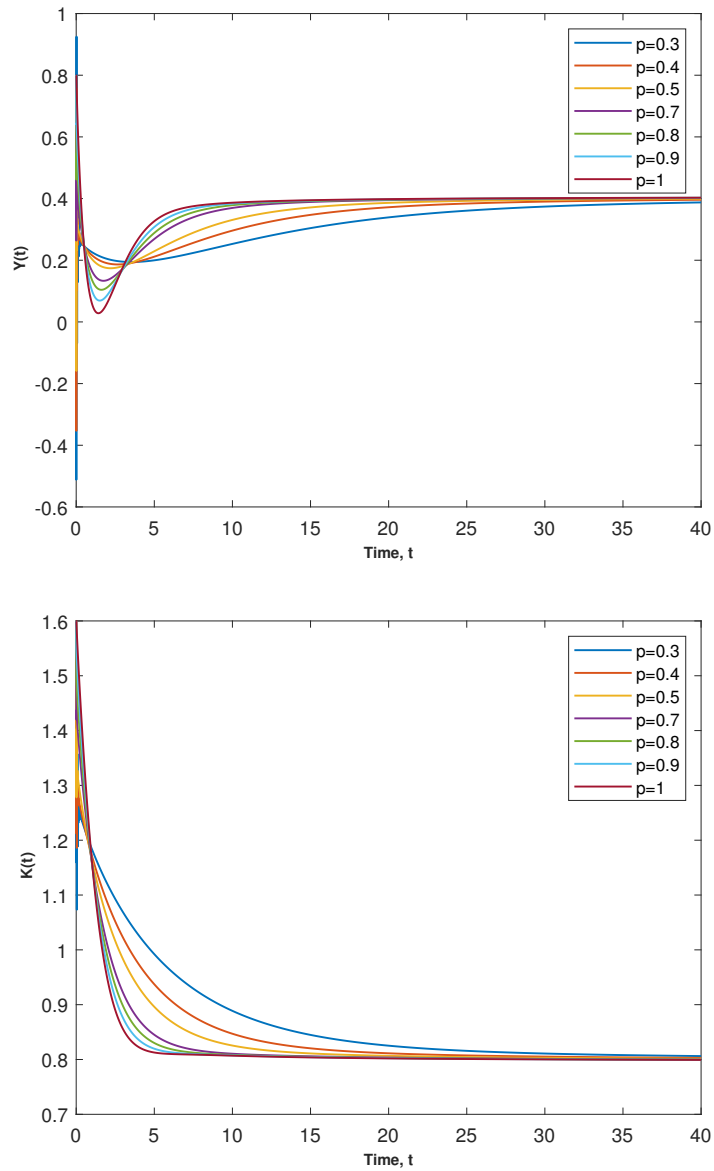 1
0.8
0.6
0.4
0.2
0
-0.2
-0.4
-0.6
Y(t)
0 5 10 15 20 25 30 35 40
Time, t
p=0.3
p=0.4
p=0.5
p=0.7
p=0.8
p=0.9
p=1
1.6
1.5
1.4
1.3
1.2
1.1
1
0.9
0.8
0.7
K(t)
0 5 10 15 20 25 30 35 40
Time, t
p=0.3
p=0.4
p=0.5
p=0.7
p=0.8
p=0.9
p=1